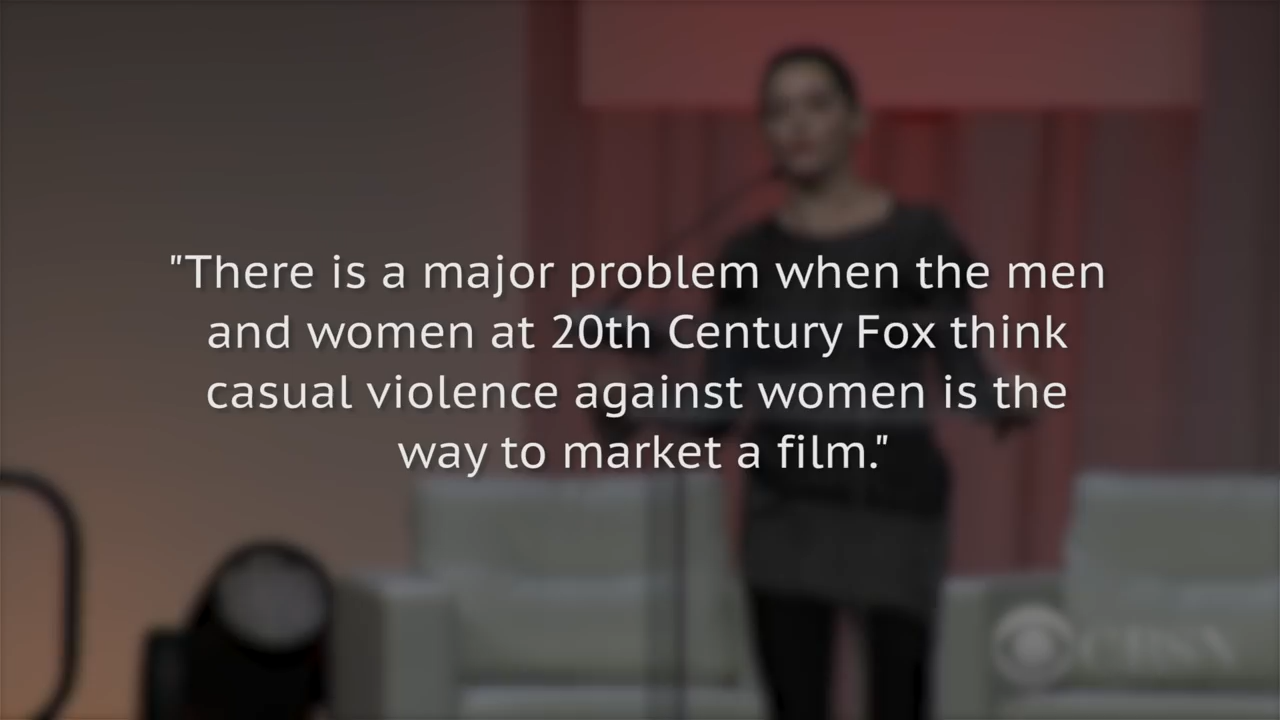 "There is a major problem when the men
and women at 20th Century Fox think
casual violence against women is the
way to market a film."
CBSN